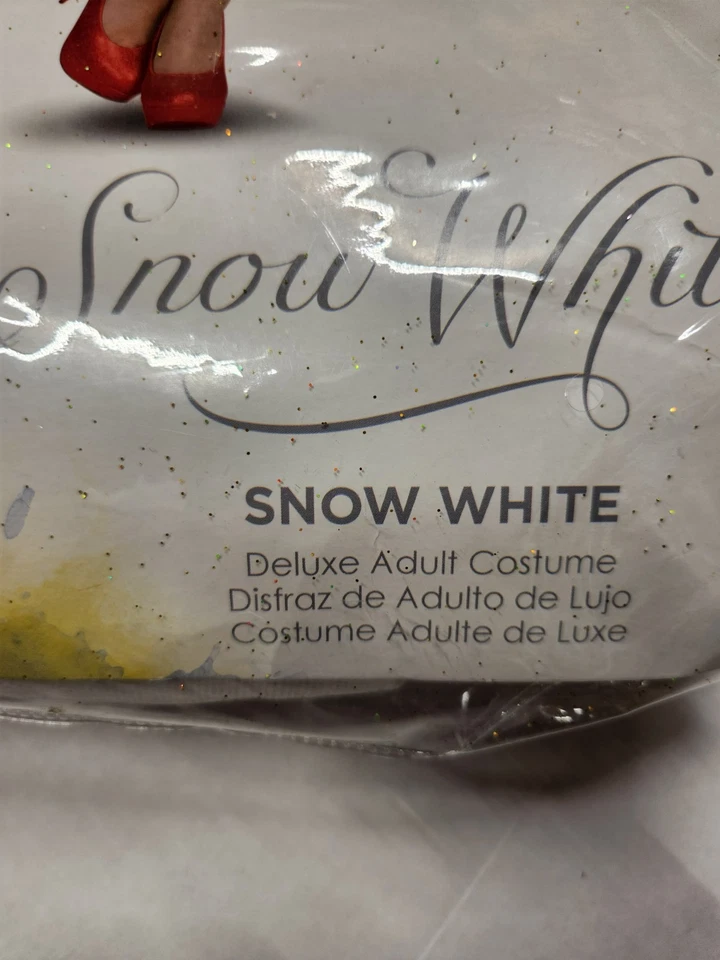 Snow Whit
SNOW WHITE
Deluxe Adult Costume
Disfraz de Adulto de Lujo
Costume Adulte de Luxe